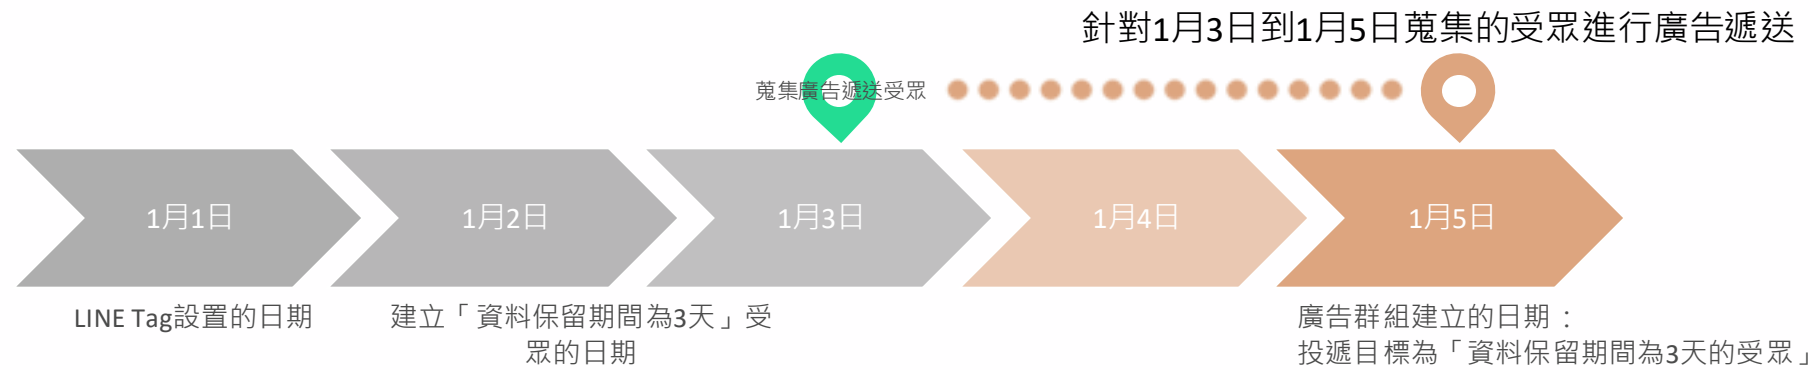 針對1月3日到1月5日蒐集的受眾進行廣告遞送
蒐集廣告遞送受眾
1月1日
1月2日
1月3日
1月4日
1月5日
LINE Tag設置的日期
建立「資料保留期間為3天」受
眾的日期
廣告群組建立的日期：
投遞目標為「資料保留期間為3天的受眾」